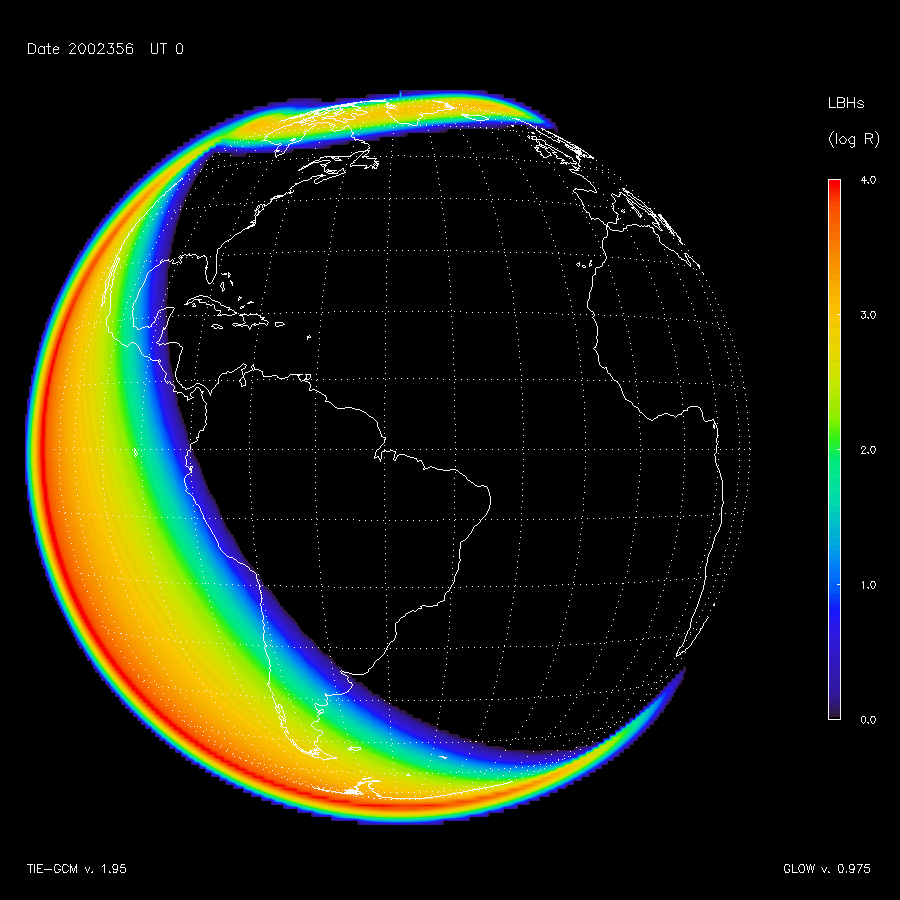 Date 2002356 UT 0
LBHs
(log R)
4.0
3.0
2.0
1.0
0.0
TIE-GCM v. 1.95
GLOW v. 0.975